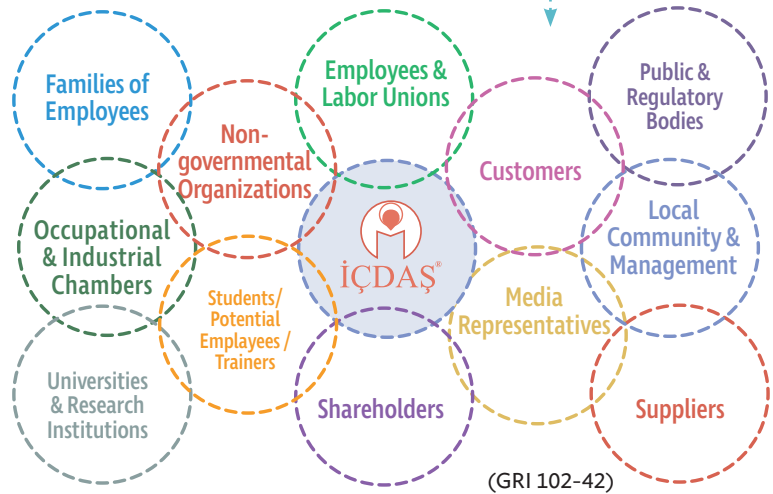 Families of
Employees
Non-
governmental
Organizations
Employees &
Labor Unions
Customers
Public &
Regulatory
Bodies
Occupational
& Industrial
Chambers
İÇDAŞ®
Local
Community &
Management
Students/
Potential
Emplayees /
Trainers
Media
Representatives
Universities
& Research
Institutions
Shareholders
Suppliers
(GRI 102-42)